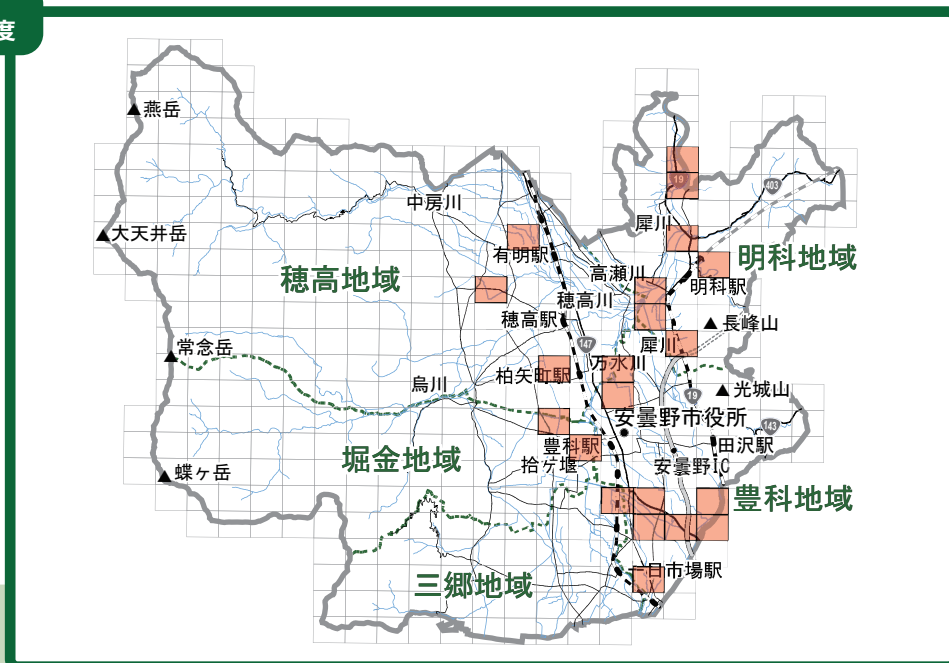 度
燕岳
大天井岳
中房川
有明駅
穂高地域
高瀬川
穂高川
穂高駅
犀川
明科地域
明科駅
長峰山
常念岳
烏川
柏矢町駅
万水川
犀川
光城山
安曇野市役所
豊科駅
拾ヶ堰
田沢駅
安曇野IC
堀金地域
蝶ヶ岳
豊科地域
三郷地域
一日市場駅
19
403
147
19
143